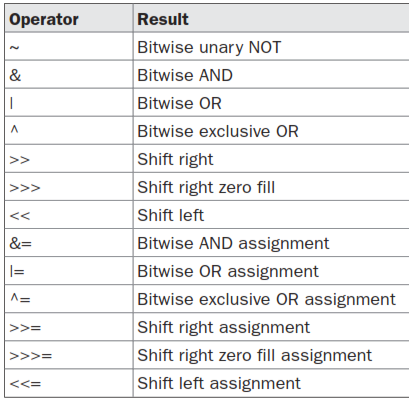 Operator Result
~ Bitwise unary NOT
& Bitwise AND
| Bitwise OR
^ Bitwise exclusive OR
>> Shift right
>>> Shift right zero fill
<< Shift left
&= Bitwise AND assignment
|= Bitwise OR assignment
^= Bitwise exclusive OR assignment
>>= Shift right assignment
>>>= Shift right zero fill assignment
<<= Shift left assignment